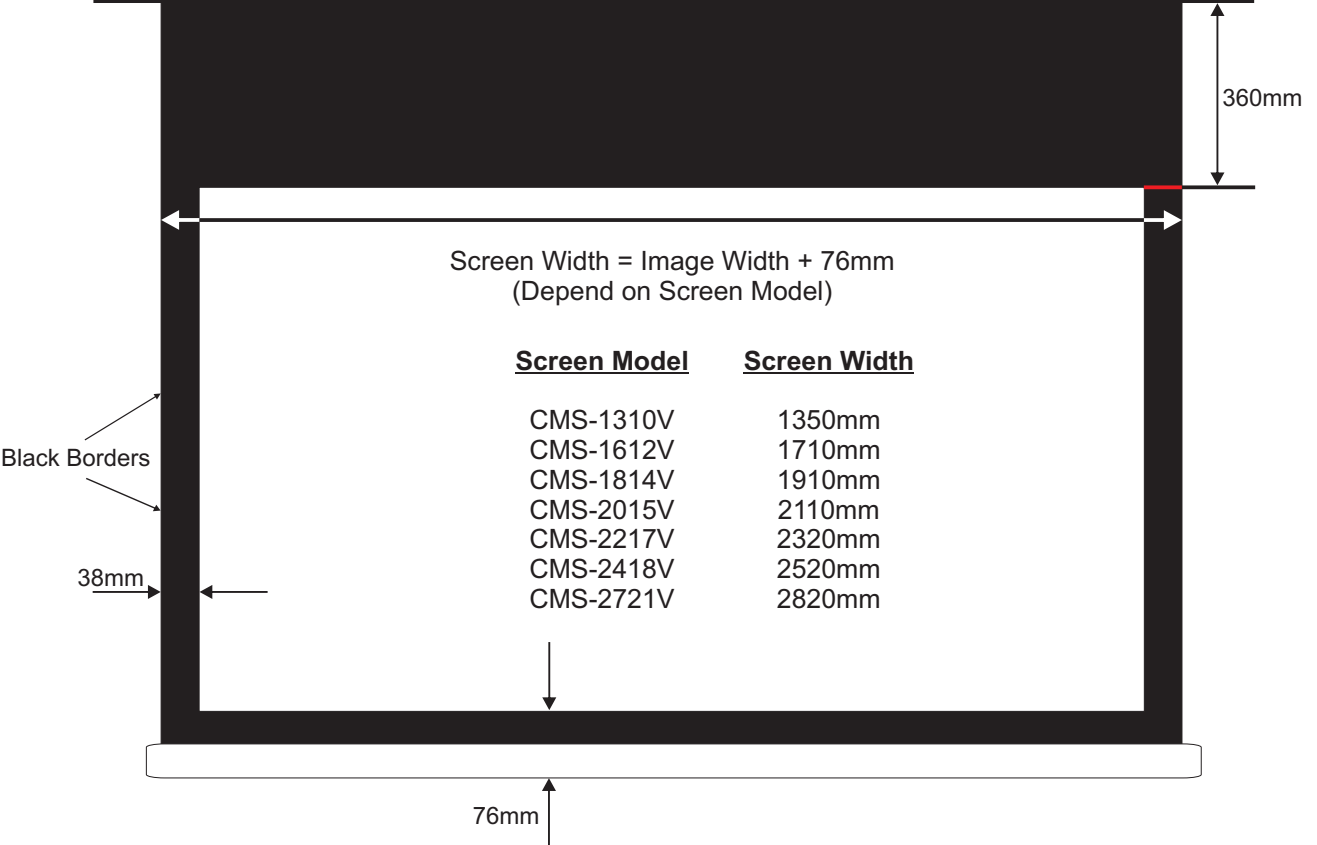 360mm
Screen Width = Image Width + 76mm
(Depend on Screen Model)
Screen Model Screen Width
CMS-1310V 1350mm
CMS-1612V 1710mm
CMS-1814V 1910mm
Black Borders
CMS-2015V 2110mm
CMS-2217V 2320mm
CMS-2418V 2520mm
38mm
CMS-2721V 2820mm
76mm